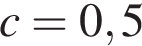 c = 0,5